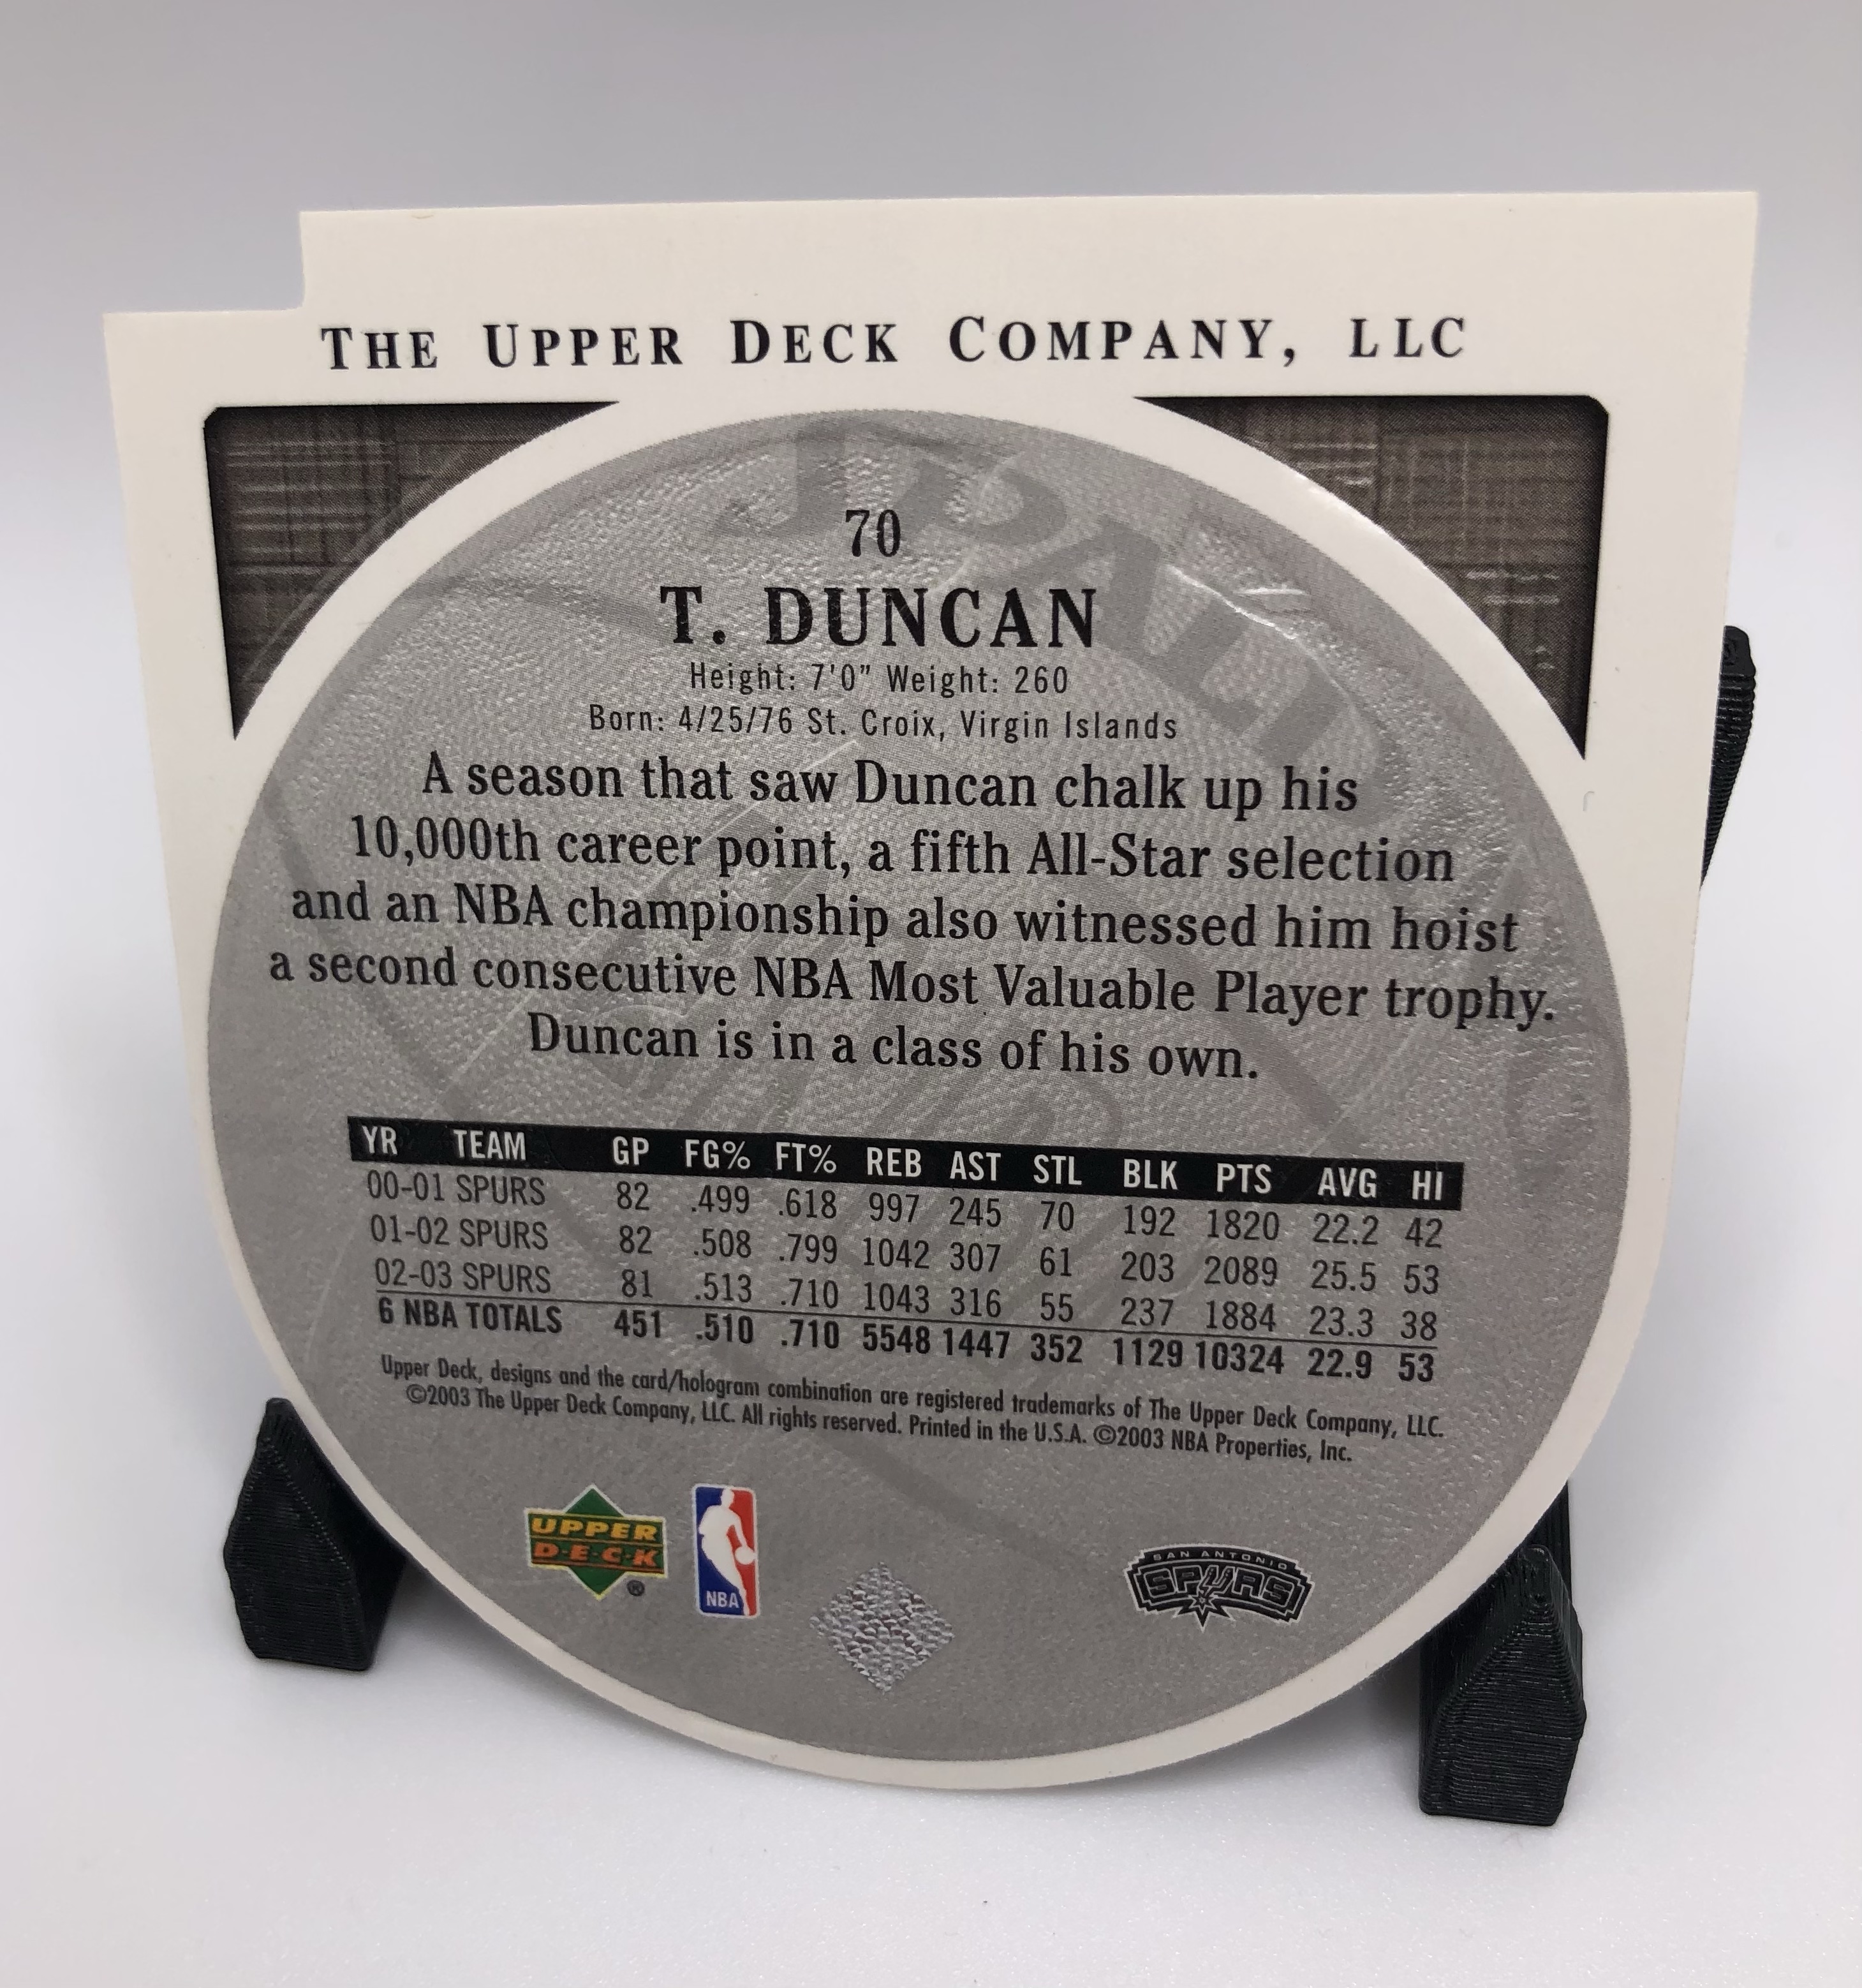 THE UPPER DECK COMPANY, LLC
SPALD
70
T. DUNCAN
Height: 7'0" Weight: 260
Born: 4/25/76 St. Croix, Virgin Islands
A season that saw Duncan chalk up his
10,000th career point, a fifth All-Star selection
and an NBA championship also witnessed him hoist
a second consecutive NBA Most Valuable Player trophy.
Duncan is in a class of his own.
YR TEAM GP FG% FT% REB AST STL BLK PTS AVG HI
00-01 SPURS 82 .499 .618 997 245 70 192 1820 22.2 42
01-02 SPURS 82 .508 .799 1042 307 61 203 2089 25.5 53
02-03 SPURS 81 .513 .710 1043 316 55 237 1884 23.3 38
6 NBA TOTALS 451 .510 .710 5548 1447 352 1129 10324 22.9 53
Upper Deck, designs and the card/hologram combination are registered trademarks of The Upper Deck Company, LLC.
©2003 The Upper Deck Company, LLC. All rights reserved. Printed in the U.S.A. ©2003 NBA Properties, Inc.
UPPER
D·E·C·K
®
NBA
SAN ANTONIO
SPURS